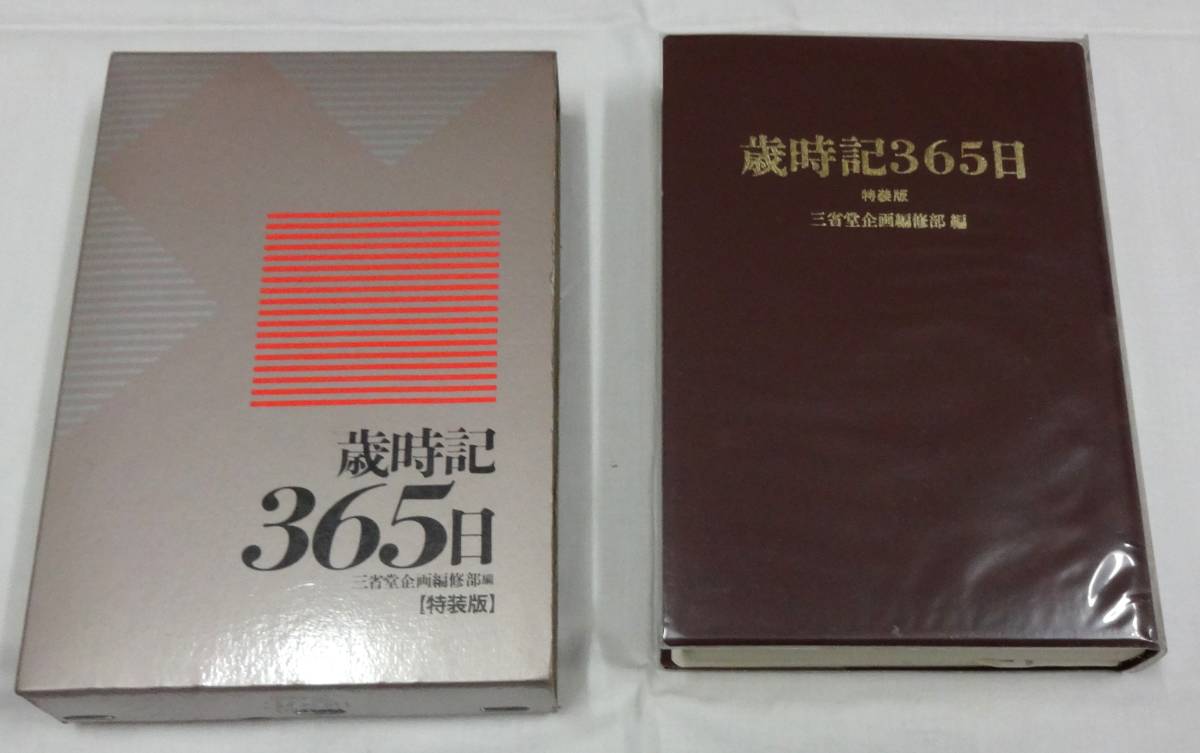 歳時記
365日
三省堂企画編修部編
【特装版】
歳時記365日
特装版
三省堂企画編修部 編